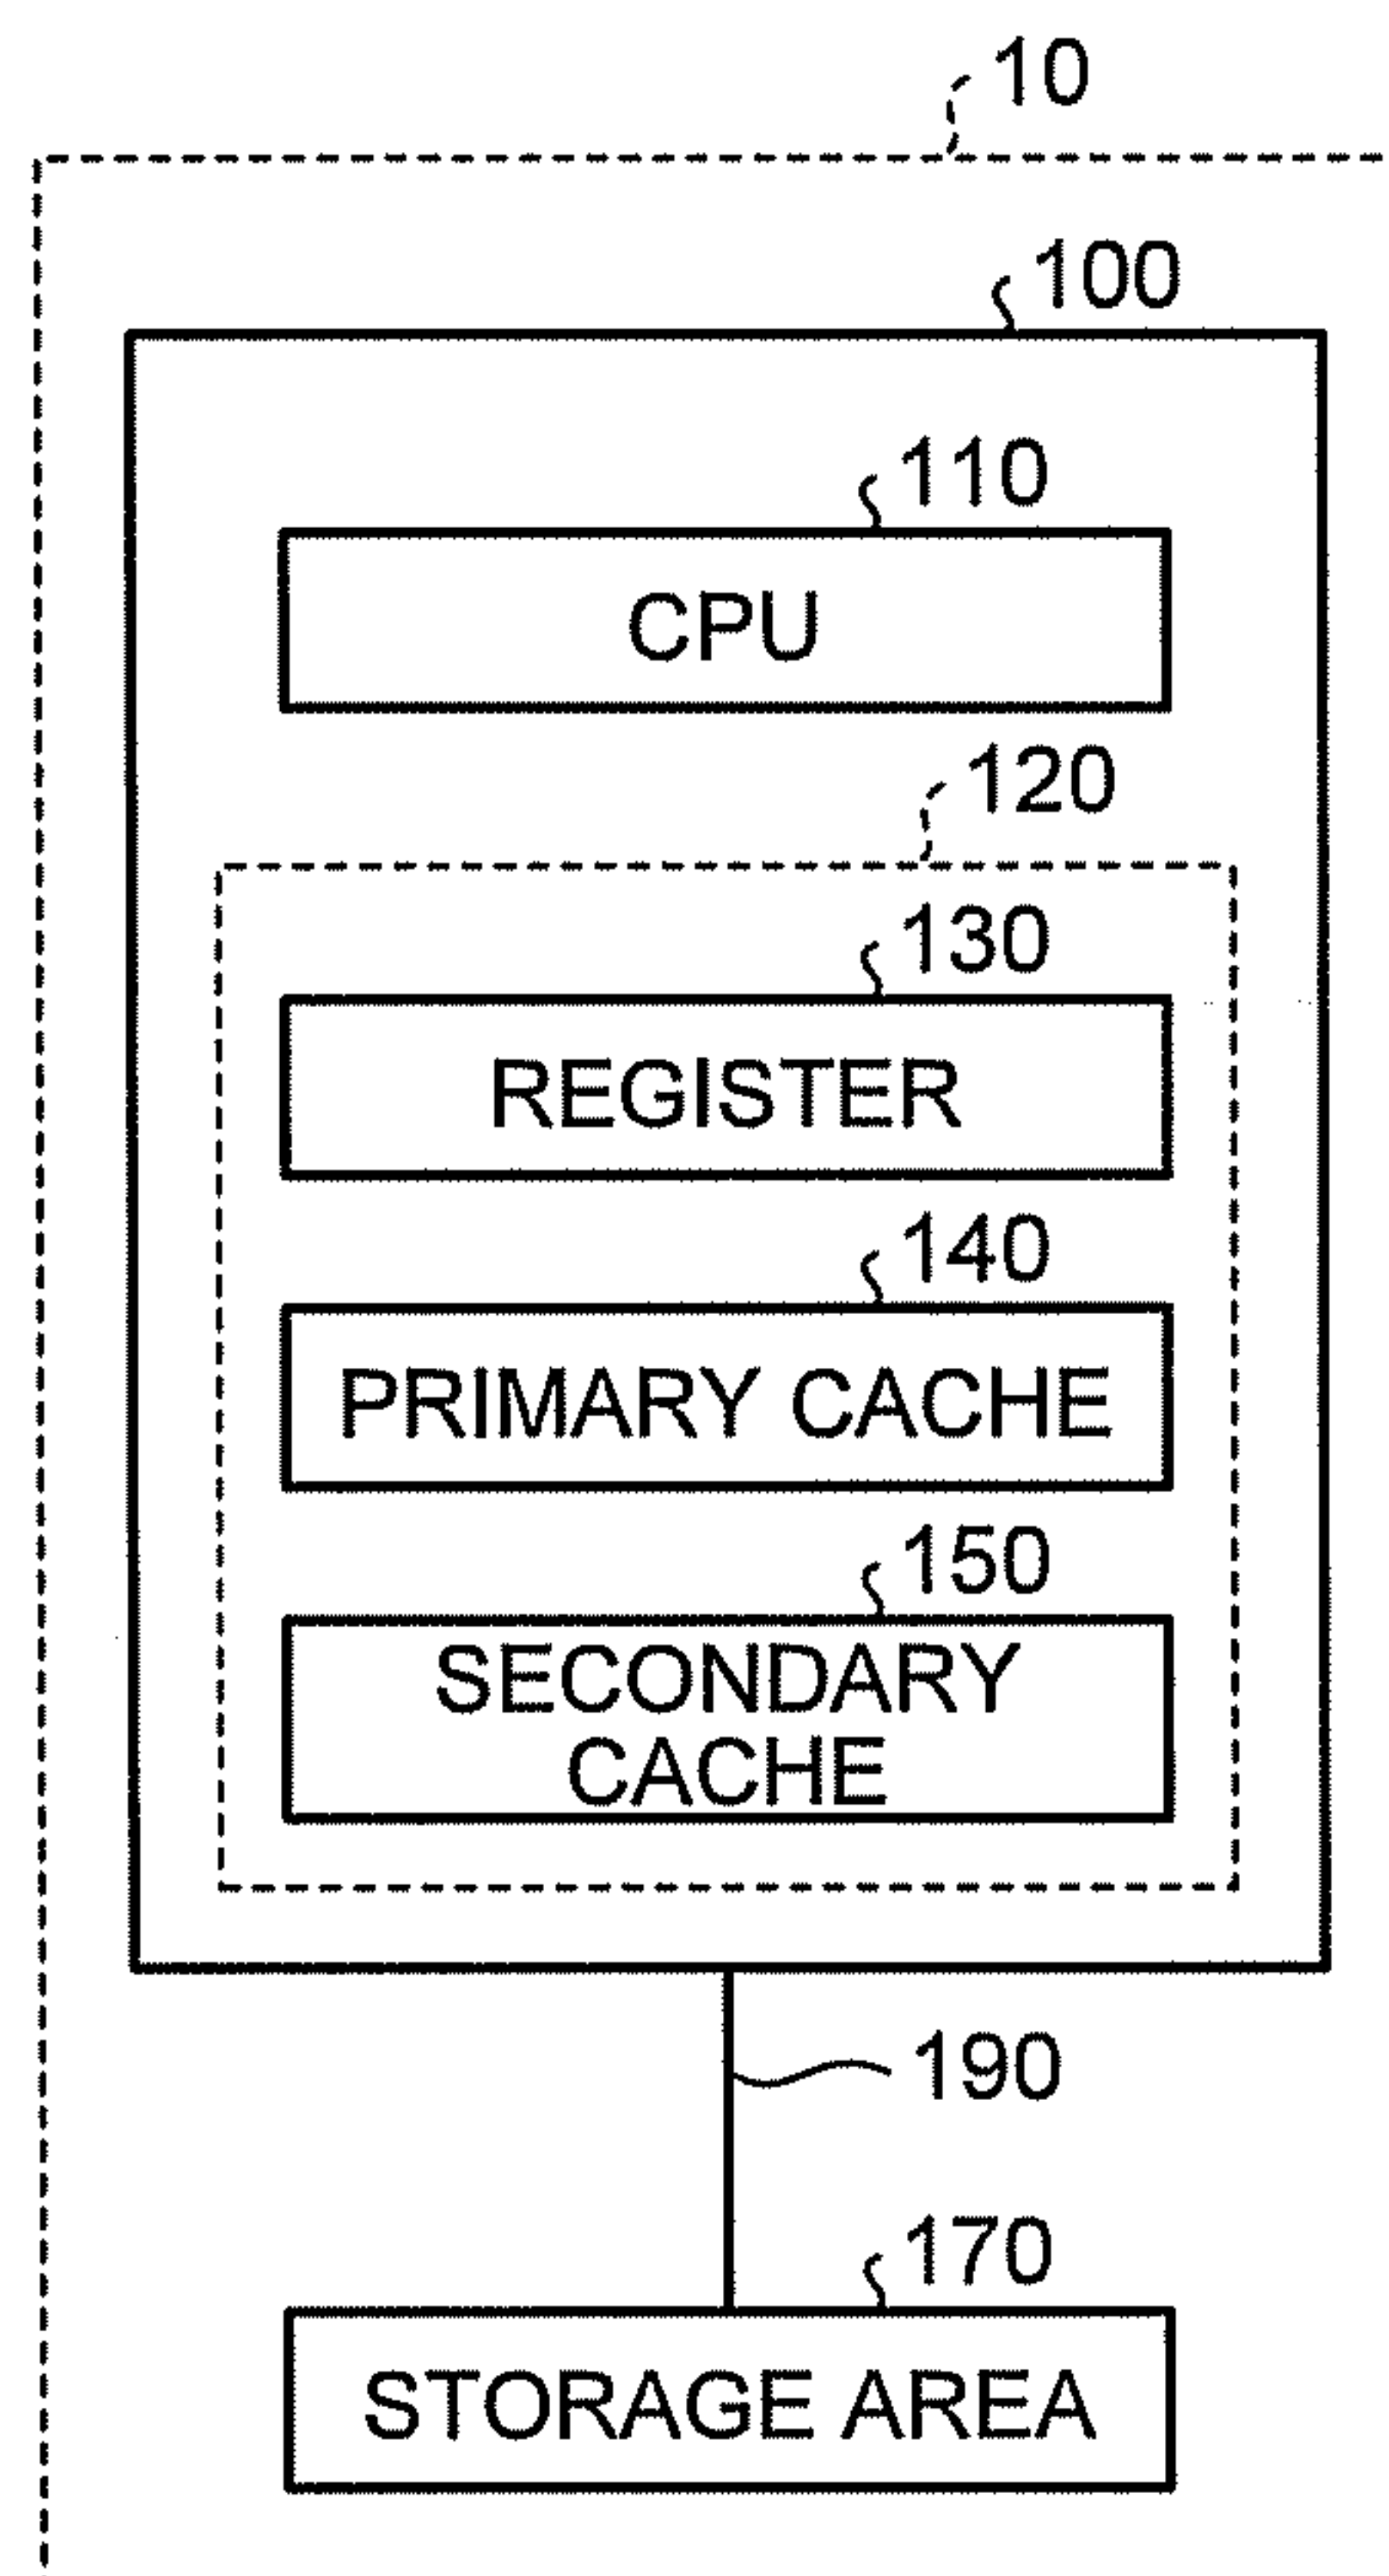 10
100
110
CPU
120
130
REGISTER
140
PRIMARY CACHE
150
SECONDARY
CACHE
190
170
STORAGE AREA